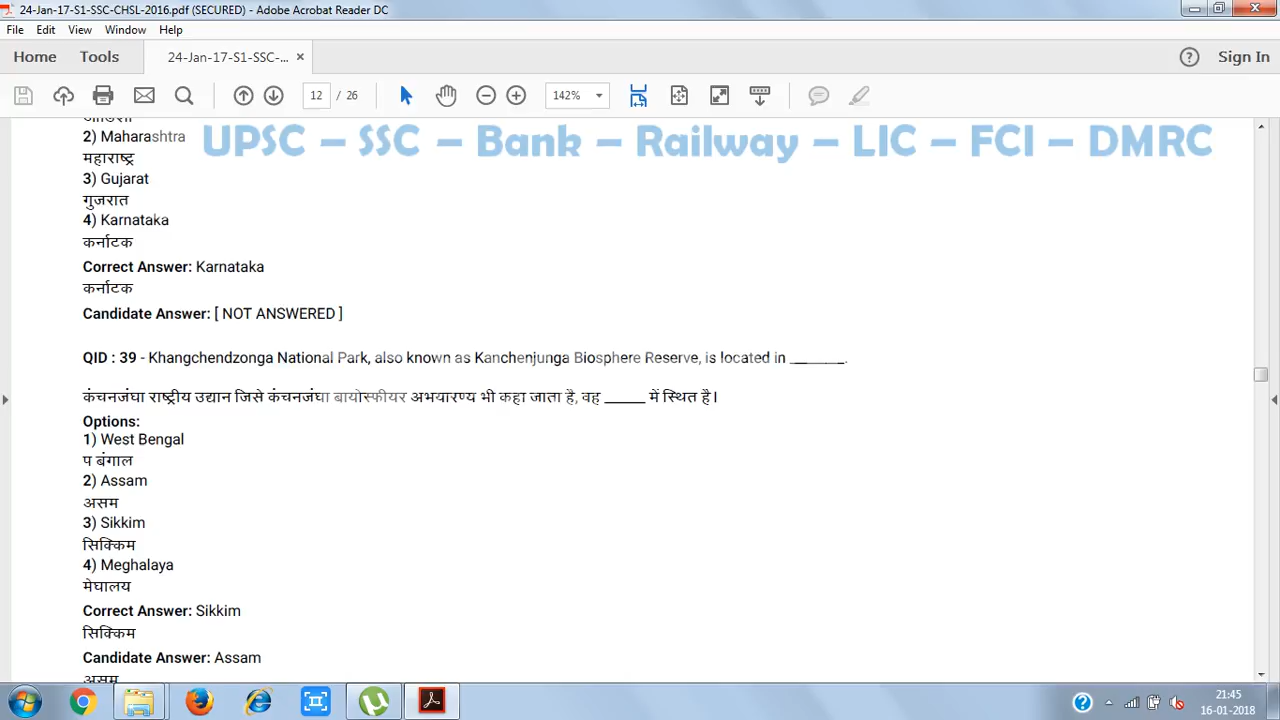 24-Jan-17-S1-SSC-CHSL-2016.pdf (SECURED) - Adobe Acrobat Reader DC
File Edit View Window Help
Home Tools 24-Jan-17-S1-SSC-... × Sign In
12 / 26 142%
2) Maharashtra
UPSC – SSC – Bank – Railway – LIC – FCI – DMRC
महाराष्ट्र
3) Gujarat
गुजरात
4) Karnataka
कर्नाटक
Correct Answer: Karnataka
कर्नाटक
Candidate Answer: [ NOT ANSWERED ]
QID : 39 - Khangchendzonga National Park, also known as Kanchenjunga Biosphere Reserve, is located in _______.
कंचनजंघा राष्ट्रीय उद्यान जिसे कंचनजंघा बायोस्फीयर अभयारण्य भी कहा जाता है, वह ______ में स्थित है।
Options:
1) West Bengal
प बंगाल
2) Assam
असम
3) Sikkim
सिक्किम
4) Meghalaya
मेघालय
Correct Answer: Sikkim
सिक्किम
Candidate Answer: Assam
असम
21:45
16-01-2018